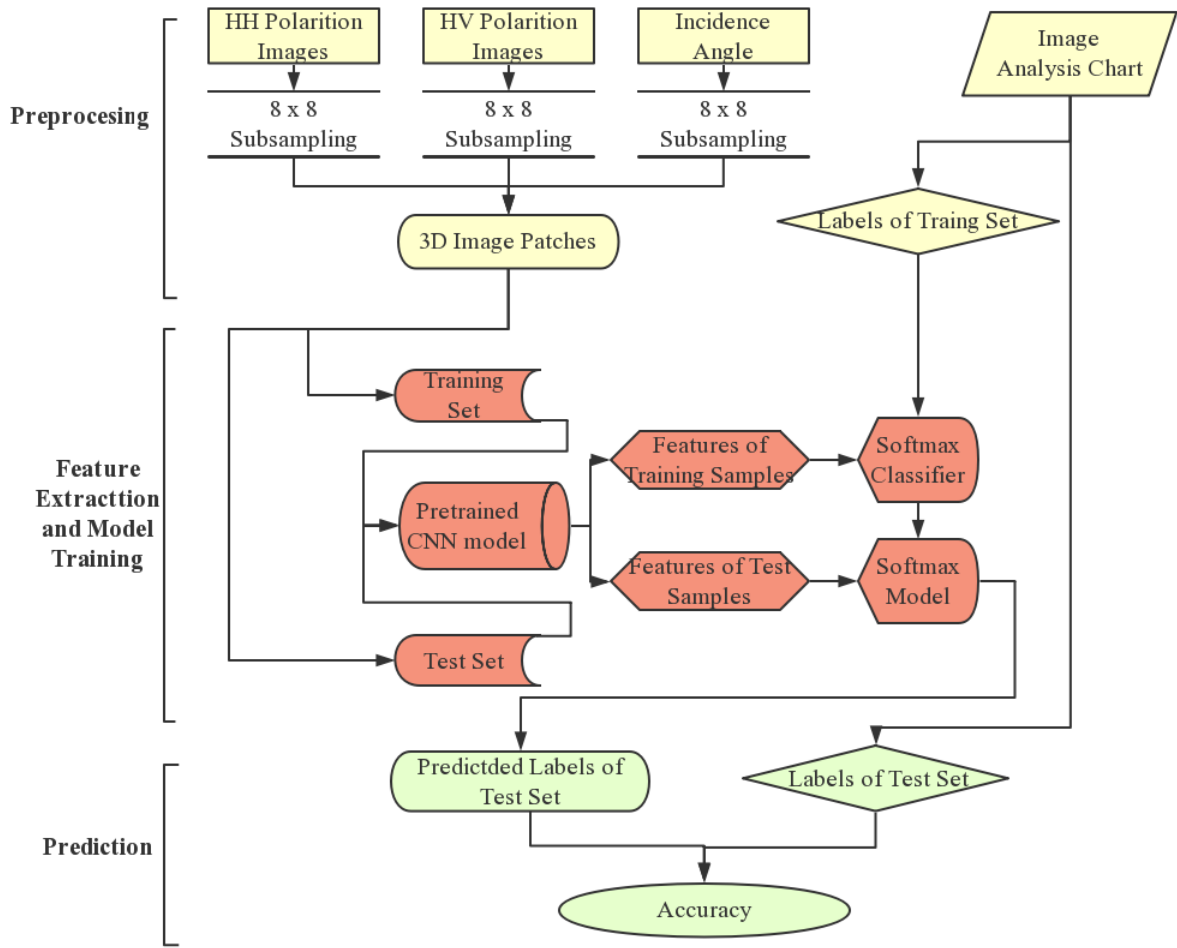 HH Polarition
Images
HV Polarition
Images
Incidence
Angle
Image
Analysis Chart
Preprocesing
8 x 8
Subsampling
8 x 8
Subsampling
8 x 8
Subsampling
Labels of Traing Set
3D Image Patches
Training
Set
Feature
Extracttion
and Model
Training
Features of
Training Samples
Softmax
Classifier
Pretrained
CNN model
Features of Test
Samples
Softmax
Model
Test Set
Predictded Labels of
Test Set
Labels of Test Set
Prediction
Accuracy